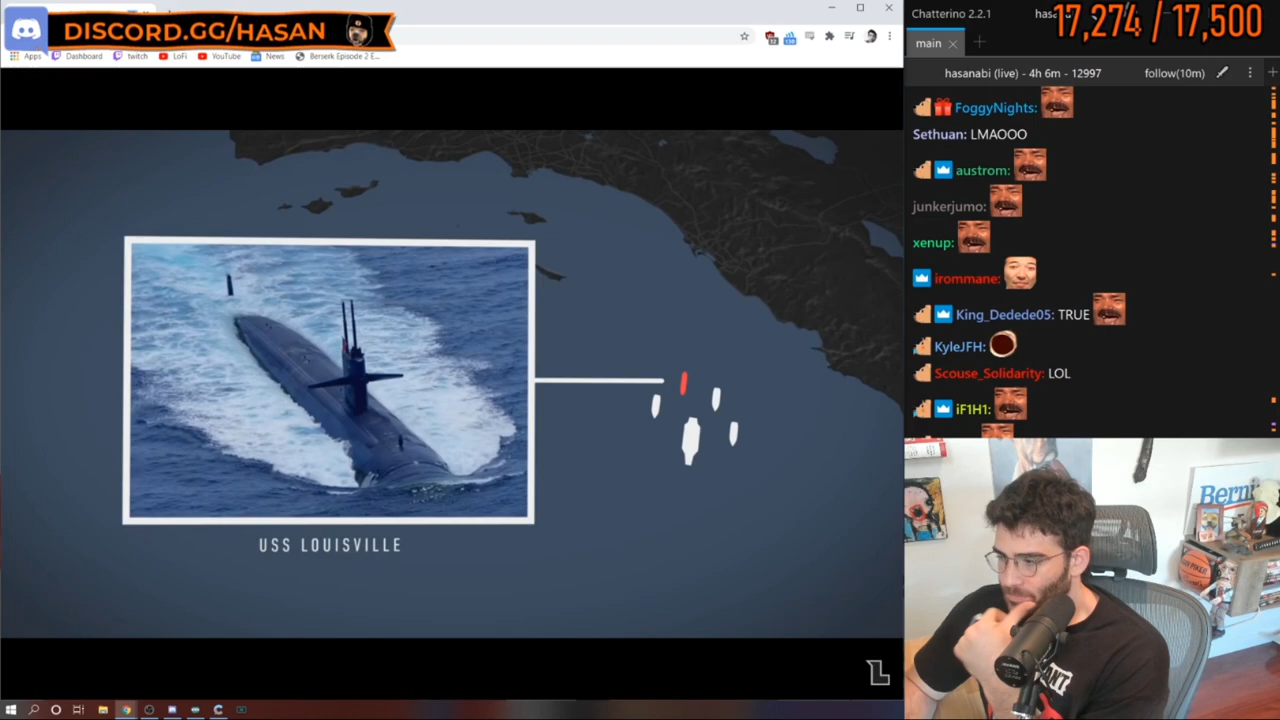 DISCORD.GG/HASAN
Apps
Dashboard
twitch
LoFi
YouTube
News
Berserk Episode 2 E...
USS LOUISVILLE
Chatterino 2.2.1
17,274 / 17,500
main
hasanabi (live) - 4h 6m - 12997
follow(10m)
FoggyNights:
Sethuan: LMAOOO
austrom:
junkerjumo:
xenup:
irommane:
King_Dedede05: TRUE
KyleJFH:
Scouse_Solidarity: LOL
iF1H1:
Berni